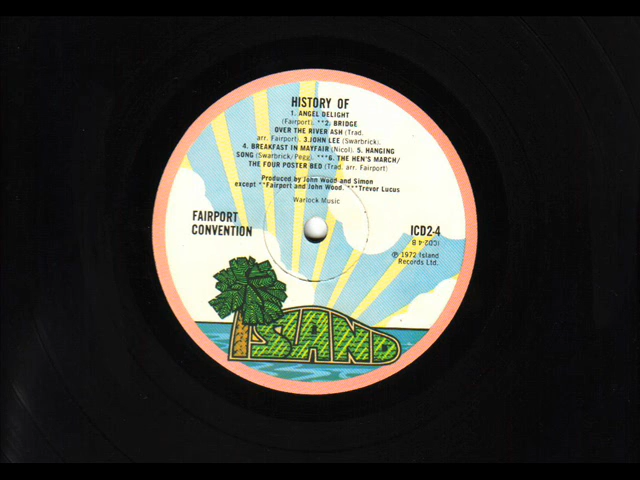 HISTORY OF
1. ANGEL DELIGHT
(Fairport). **2. BRIDGE
OVER THE RIVER ASH (Trad.
arr. Fairport) 3.JOHN LEE (Swarbrick).
4. BREAKFAST IN MAYFAIR (Nicol). 5. HANGING
SONG (Swarbrick/Pegg) ***6. THE HEN'S MARCH/
THE FOUR POSTER BED (Trad. arr. Fairport)
Produced by John Wood and Simon
except **Fairport and John Wood. ***Trevor Lucus
Warlock Music
FAIRPORT
CONVENTION
ICD2-4
ICD2-4 B
℗ 1972 Island
Records Ltd.
ISLAND